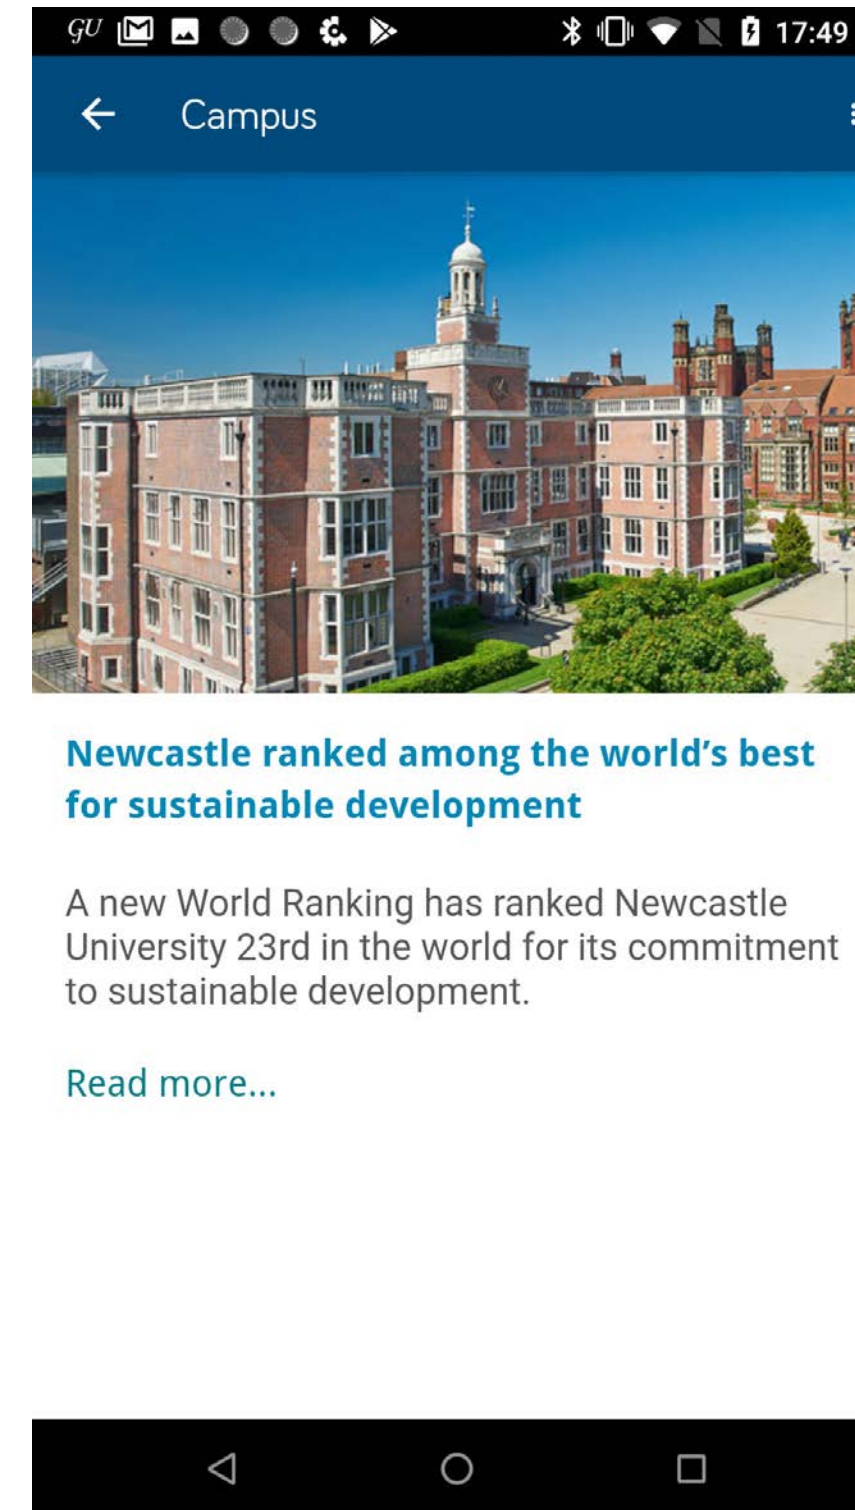 GU 17:49
Campus
Newcastle ranked among the world’s best
for sustainable development
A new World Ranking has ranked Newcastle
University 23rd in the world for its commitment
to sustainable development.
Read more...